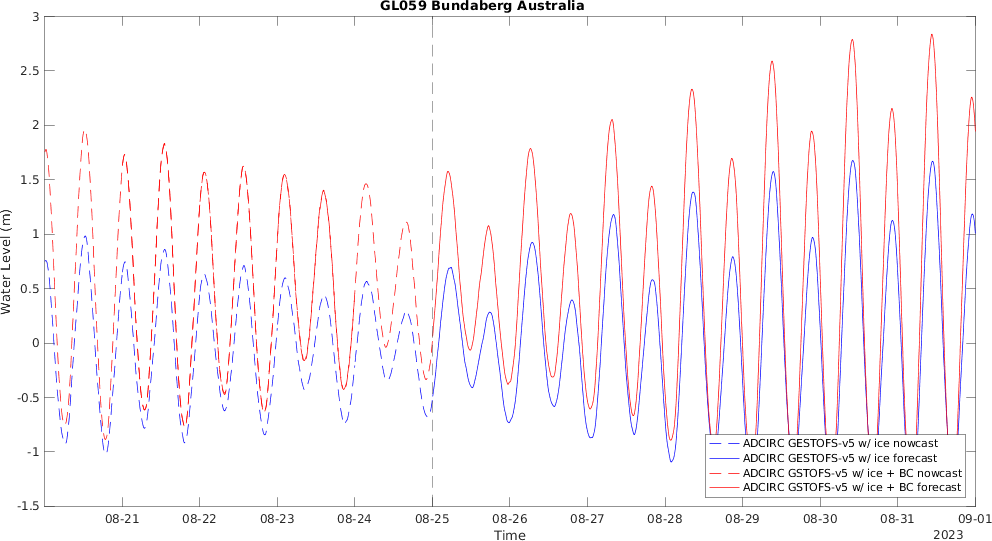 GL059 Bundaberg Australia
3
2.5
2
1.5
1
0.5
0
-0.5
-1
-1.5
Water Level (m)
ADCIRC GESTOFS-v5 w/ ice nowcast
ADCIRC GESTOFS-v5 w/ ice forecast
ADCIRC GSTOFS-v5 w/ ice + BC nowcast
ADCIRC GSTOFS-v5 w/ ice + BC forecast
08-21 08-22 08-23 08-24 08-25 08-26 08-27 08-28 08-29 08-30 08-31 09-01
Time 2023